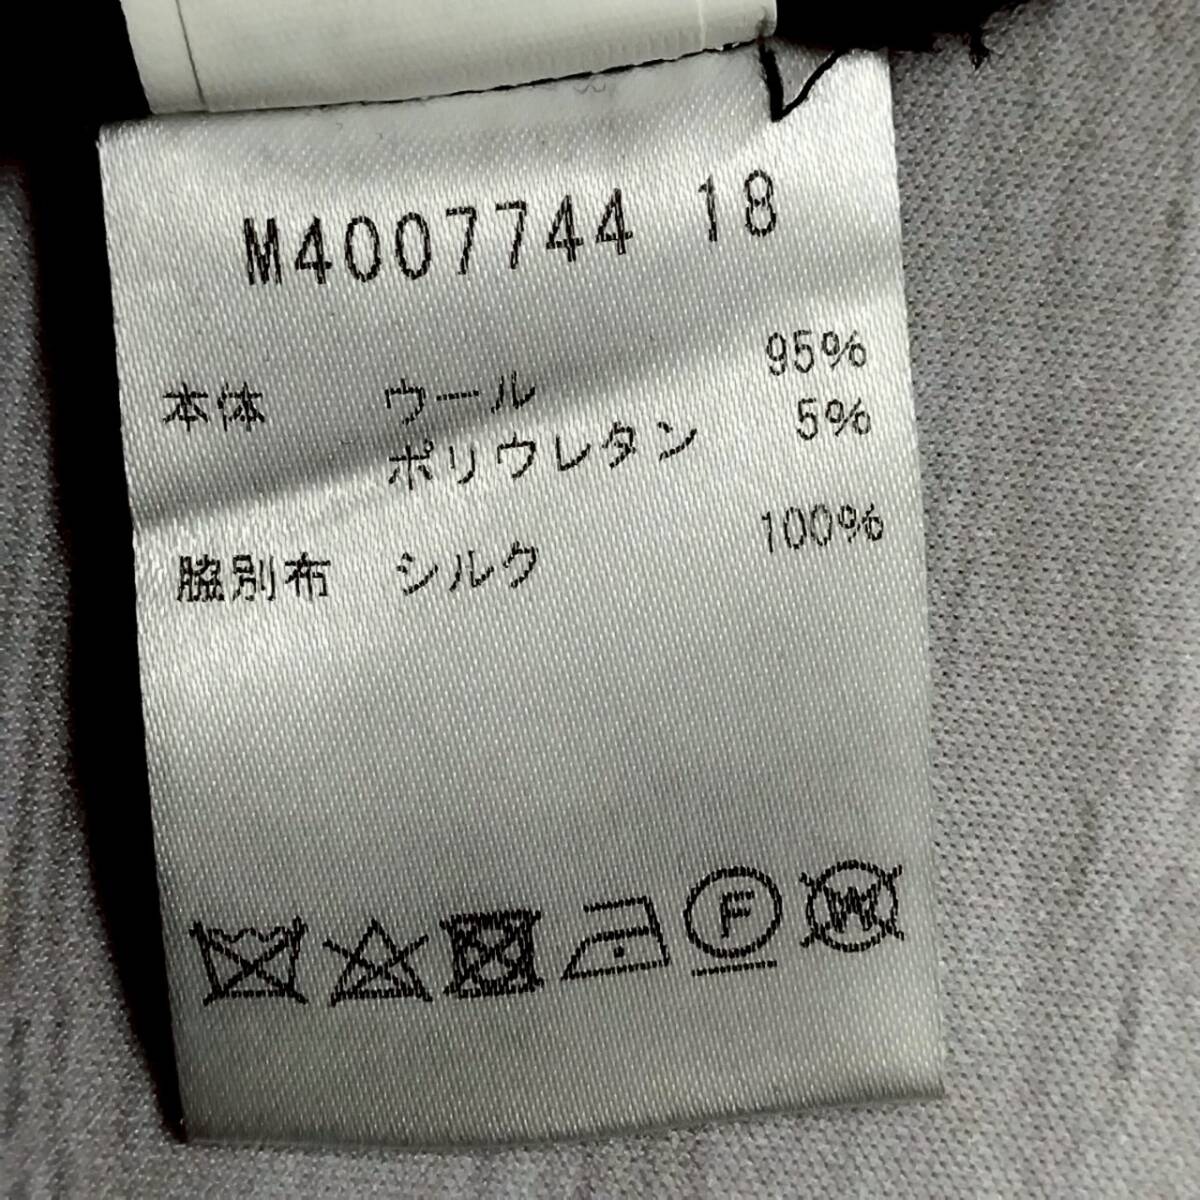 M4007744 18
本体 ウール 95%
ポリウレタン 5%
脇別布 シルク 100%
F W